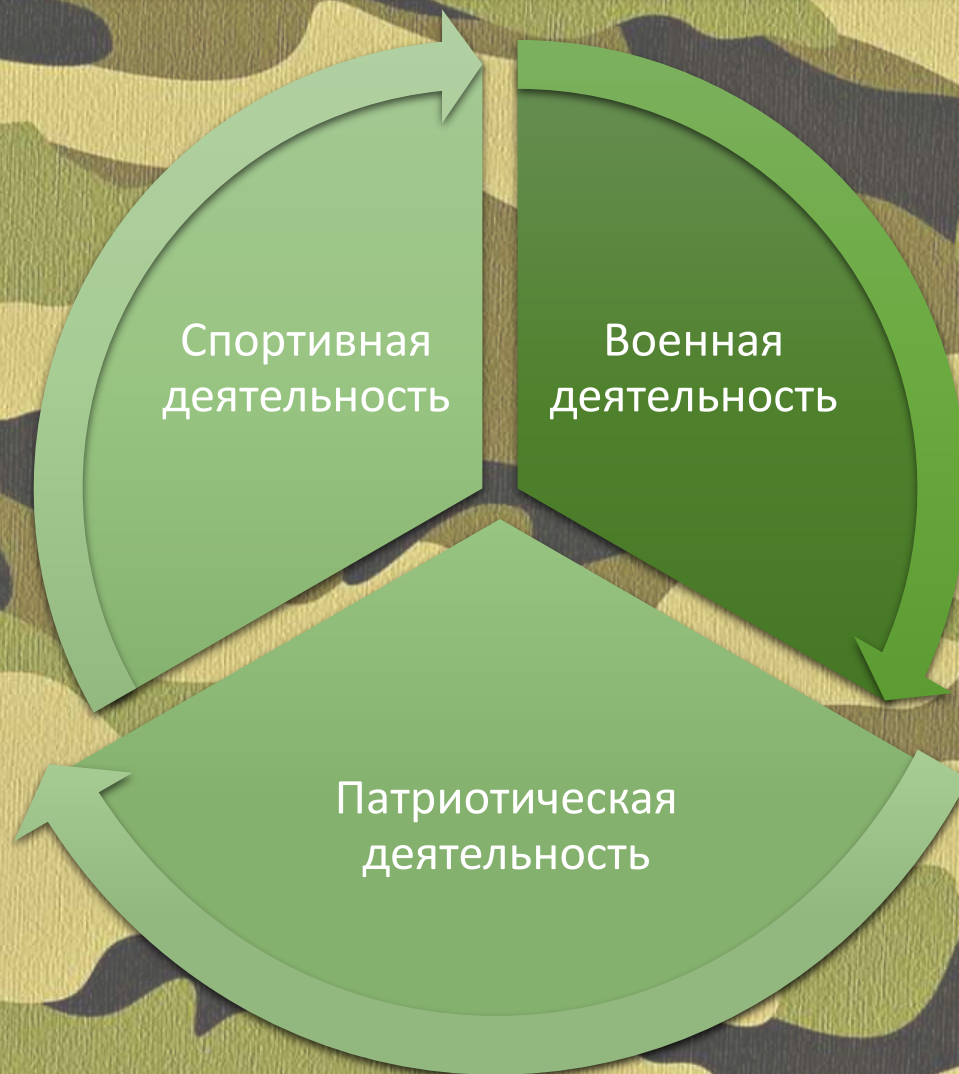 Спортивная
деятельность
Военная
деятельность
Патриотическая
деятельность